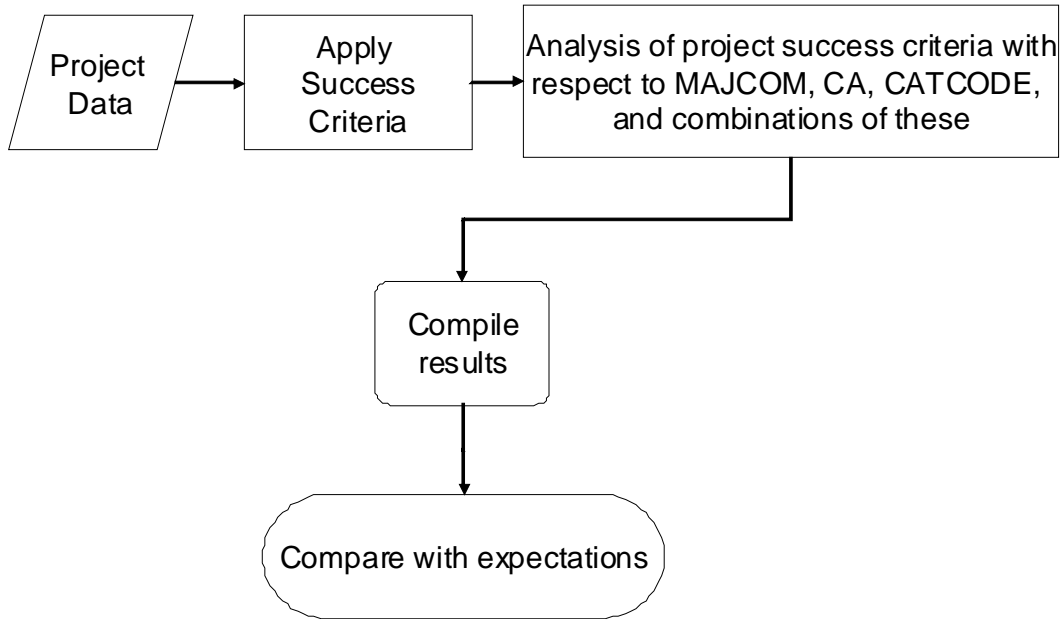 Project
Data
Apply
Success
Criteria
Analysis of project success criteria with
respect to MAJCOM, CA, CATCODE,
and combinations of these
Compile
results
Compare with expectations